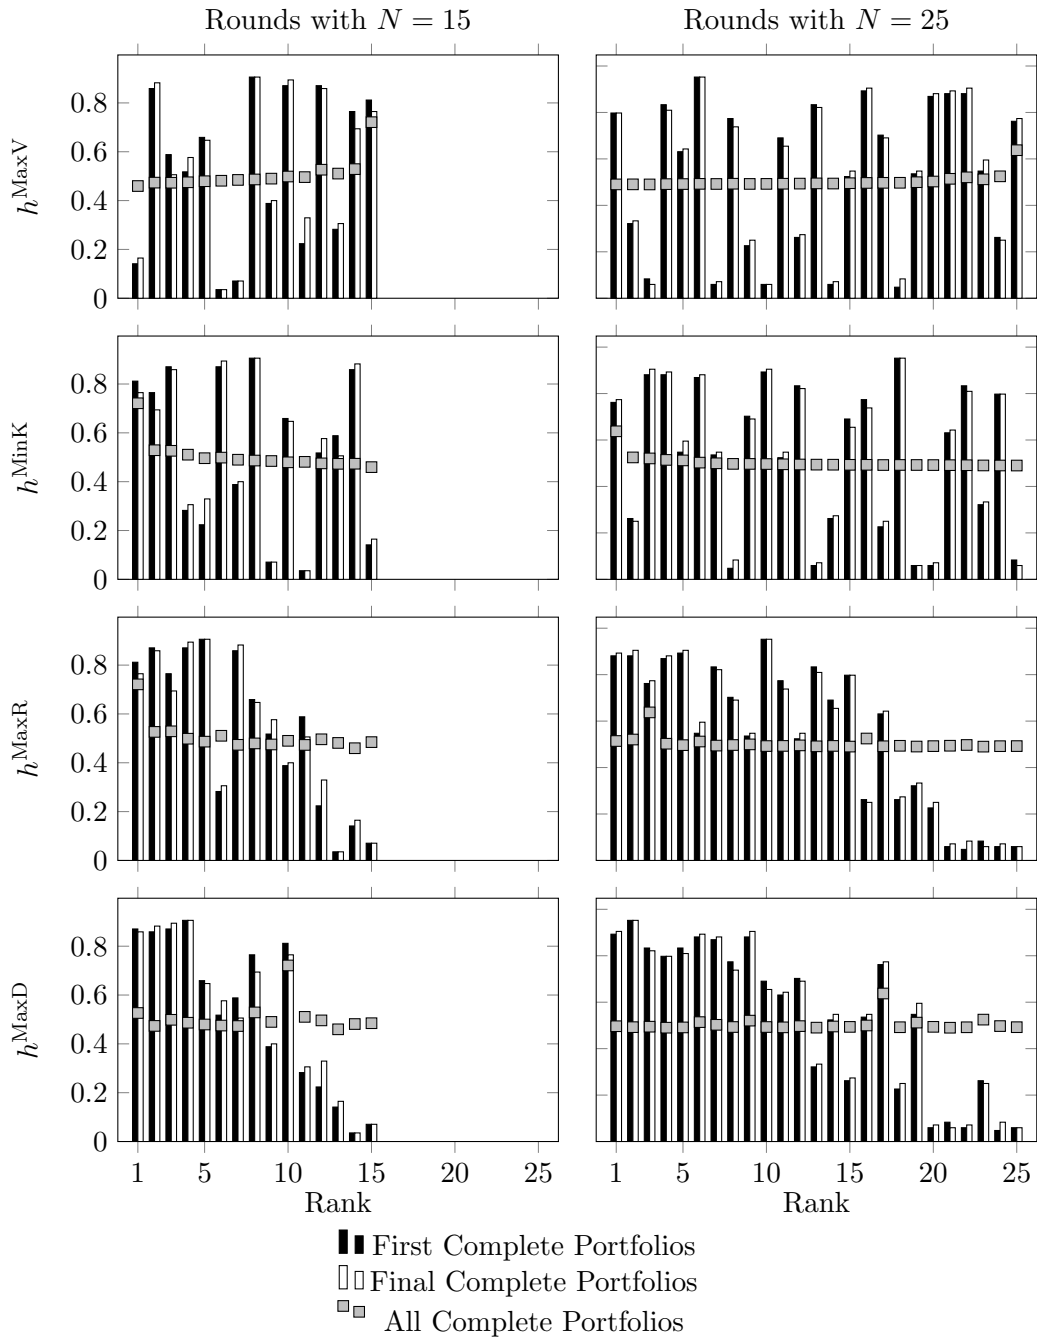 Rounds with N = 15
Rounds with N = 25
h^MaxV
0.8
0.6
0.4
0.2
0
h^MinK
0.8
0.6
0.4
0.2
0
h^MaxR
0.8
0.6
0.4
0.2
0
h^MaxD
0.8
0.6
0.4
0.2
0
1 5 10 15 20 25
1 5 10 15 20 25
Rank
Rank
First Complete Portfolios
Final Complete Portfolios
All Complete Portfolios